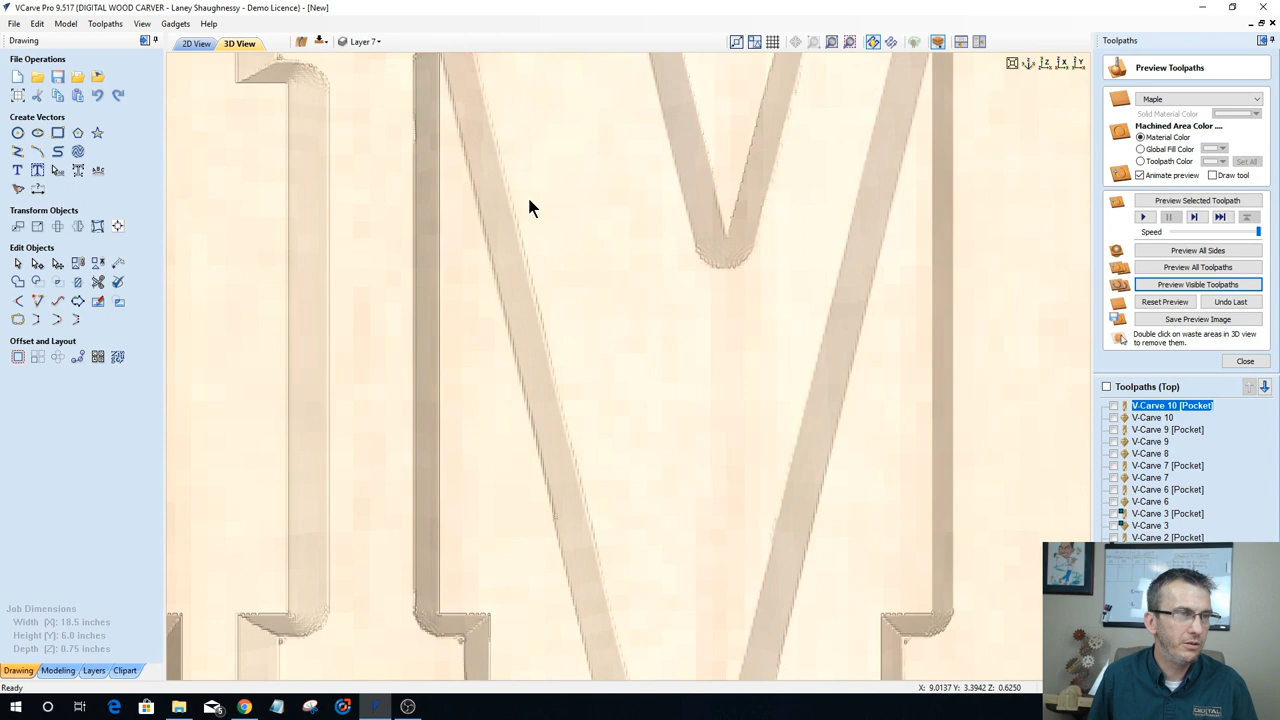 VCarve Pro 9.517 {DIGITAL WOOD CARVER - Laney Shaughnessy - Demo Licence} - [New]
File Edit Model Toolpaths View Gadgets Help
Drawing
2D View 3D View Layer 7
Toolpaths
File Operations
Create Vectors
Transform Objects
Edit Objects
Offset and Layout
Job Dimensions
Width (X): 18.5 inches
Height (Y): 6.0 inches
Depth (Z): 0.75 inches
Drawing Modeling Layers Clipart
Ready
X: 9.0137 Y: 3.3942 Z: 0.6250
Preview Toolpaths
Maple
Solid Material Color
Machined Area Color ....
Material Color
Global Fill Color
Toolpath Color Set All
Animate preview Draw tool
Preview Selected Toolpath
Speed
Preview All Sides
Preview All Toolpaths
Preview Visible Toolpaths
Reset Preview Undo Last
Save Preview Image
Double click on waste areas in 3D view
to remove them.
Close
Toolpaths (Top)
V-Carve 10 [Pocket]
V-Carve 10
V-Carve 9 [Pocket]
V-Carve 9
V-Carve 8
V-Carve 7 [Pocket]
V-Carve 7
V-Carve 6 [Pocket]
V-Carve 6
V-Carve 3 [Pocket]
V-Carve 3
V-Carve 2 [Pocket]
DIGITAL